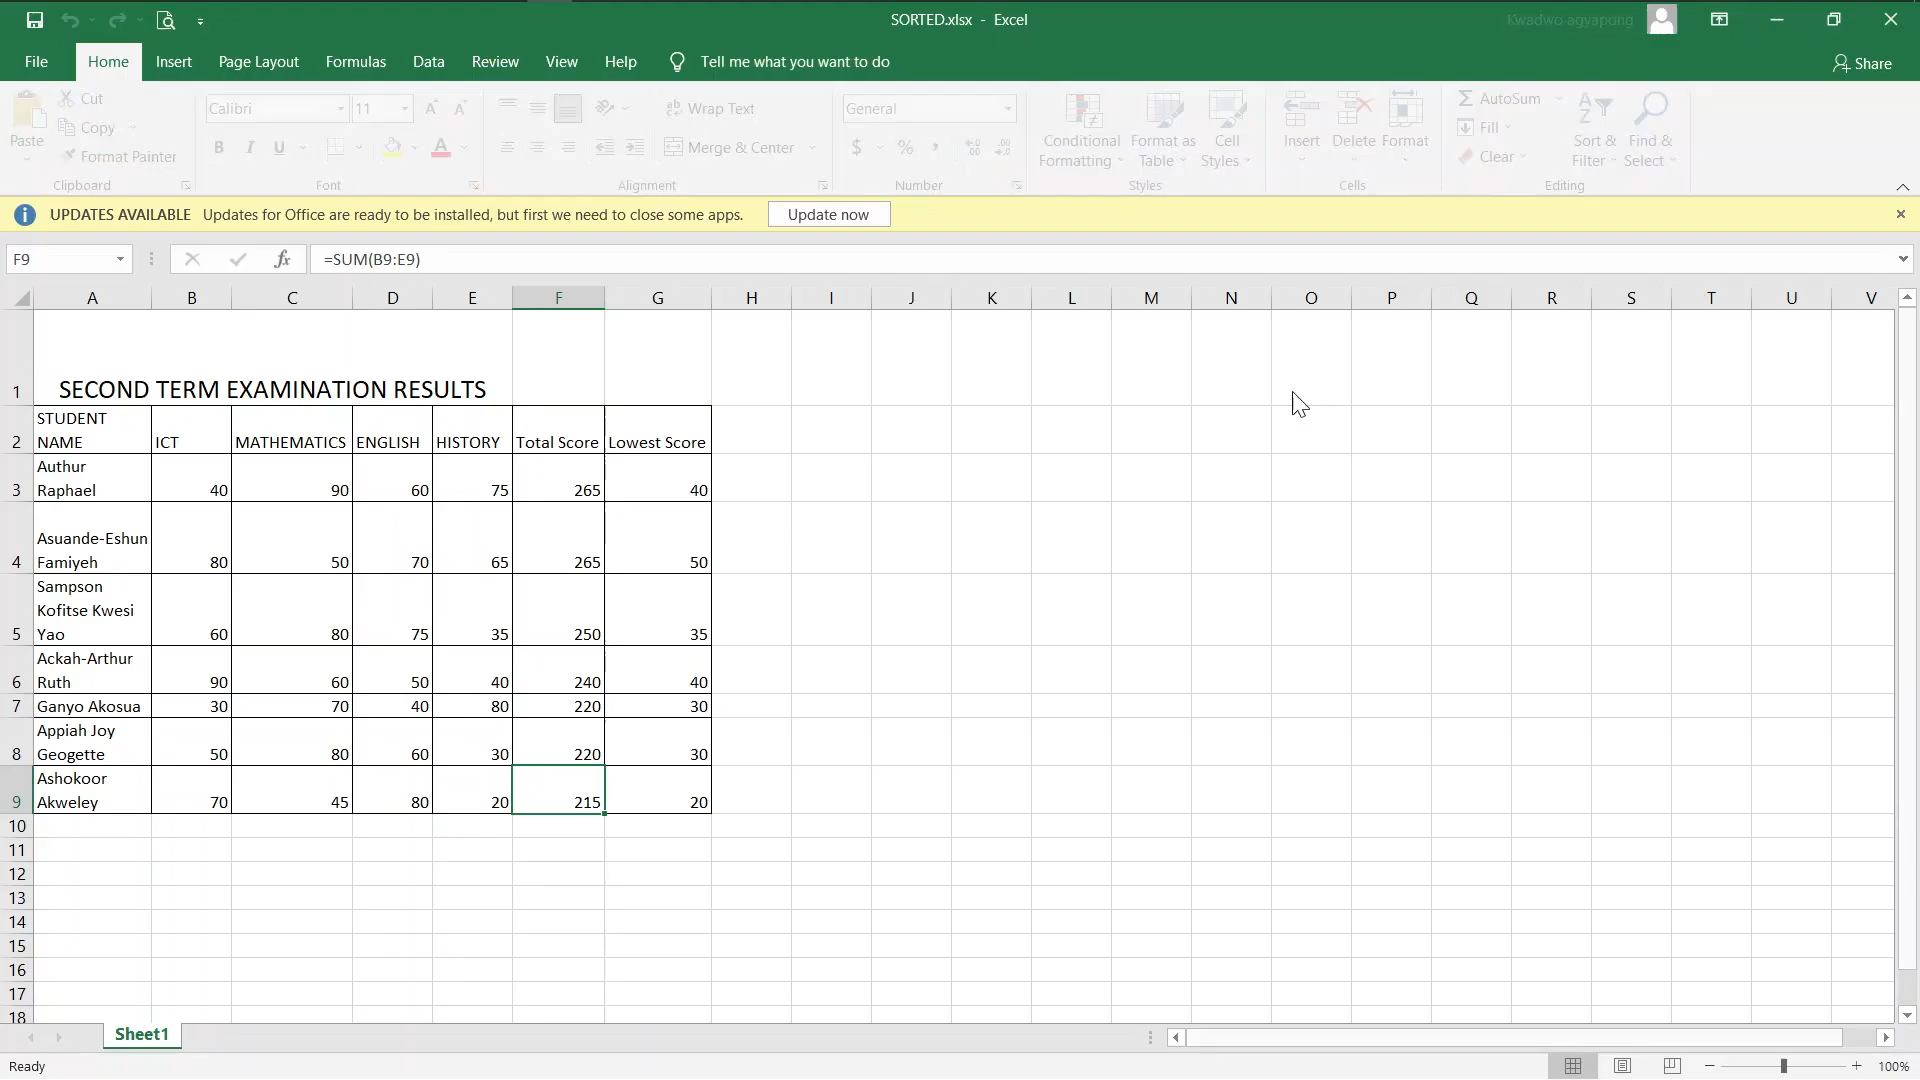 SORTED.xlsx - Excel
Kwadwo agyapong
File Home Insert Page Layout Formulas Data Review View Help Tell me what you want to do
Share
Paste
Cut
Copy
Format Painter
Clipboard
Calibri 11
B I U
Font
Wrap Text
Merge & Center
Alignment
General
$ % ,
Number
Conditional Formatting
Format as Table
Cell Styles
Styles
Insert Delete Format
Cells
AutoSum
Fill
Clear
Sort & Filter
Find & Select
Editing
UPDATES AVAILABLE Updates for Office are ready to be installed, but first we need to close some apps. Update now
F9 fx =SUM(B9:E9)
A B C D E F G H I J K L M N O P Q R S T U V
1 SECOND TERM EXAMINATION RESULTS
2 STUDENT NAME ICT MATHEMATICS ENGLISH HISTORY Total Score Lowest Score
3 Authur Raphael 40 90 60 75 265 40
4 Asuande-Eshun Famiyeh 80 50 70 65 265 50
5 Sampson Kofitse Kwesi Yao 60 80 75 35 250 35
6 Ackah-Arthur Ruth 90 60 50 40 240 40
7 Ganyo Akosua 30 70 40 80 220 30
8 Appiah Joy Geogette 50 80 60 30 220 30
9 Ashokoor Akweley 70 45 80 20 215 20
10
11
12
13
14
15
16
17
18
Sheet1
Ready
100%